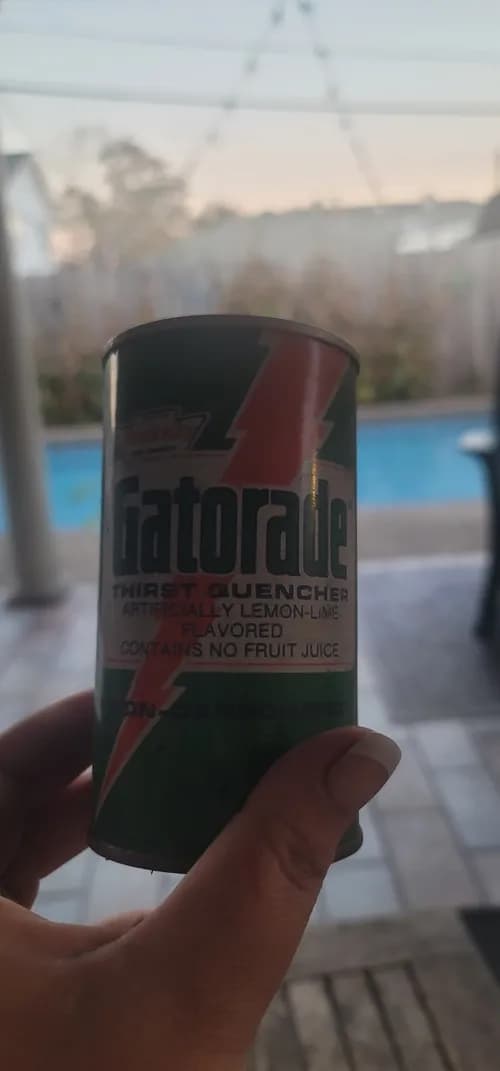 Gatorade
THIRST QUENCHER
ARTIFICIALLY LEMON-LIME
FLAVORED
CONTAINS NO FRUIT JUICE